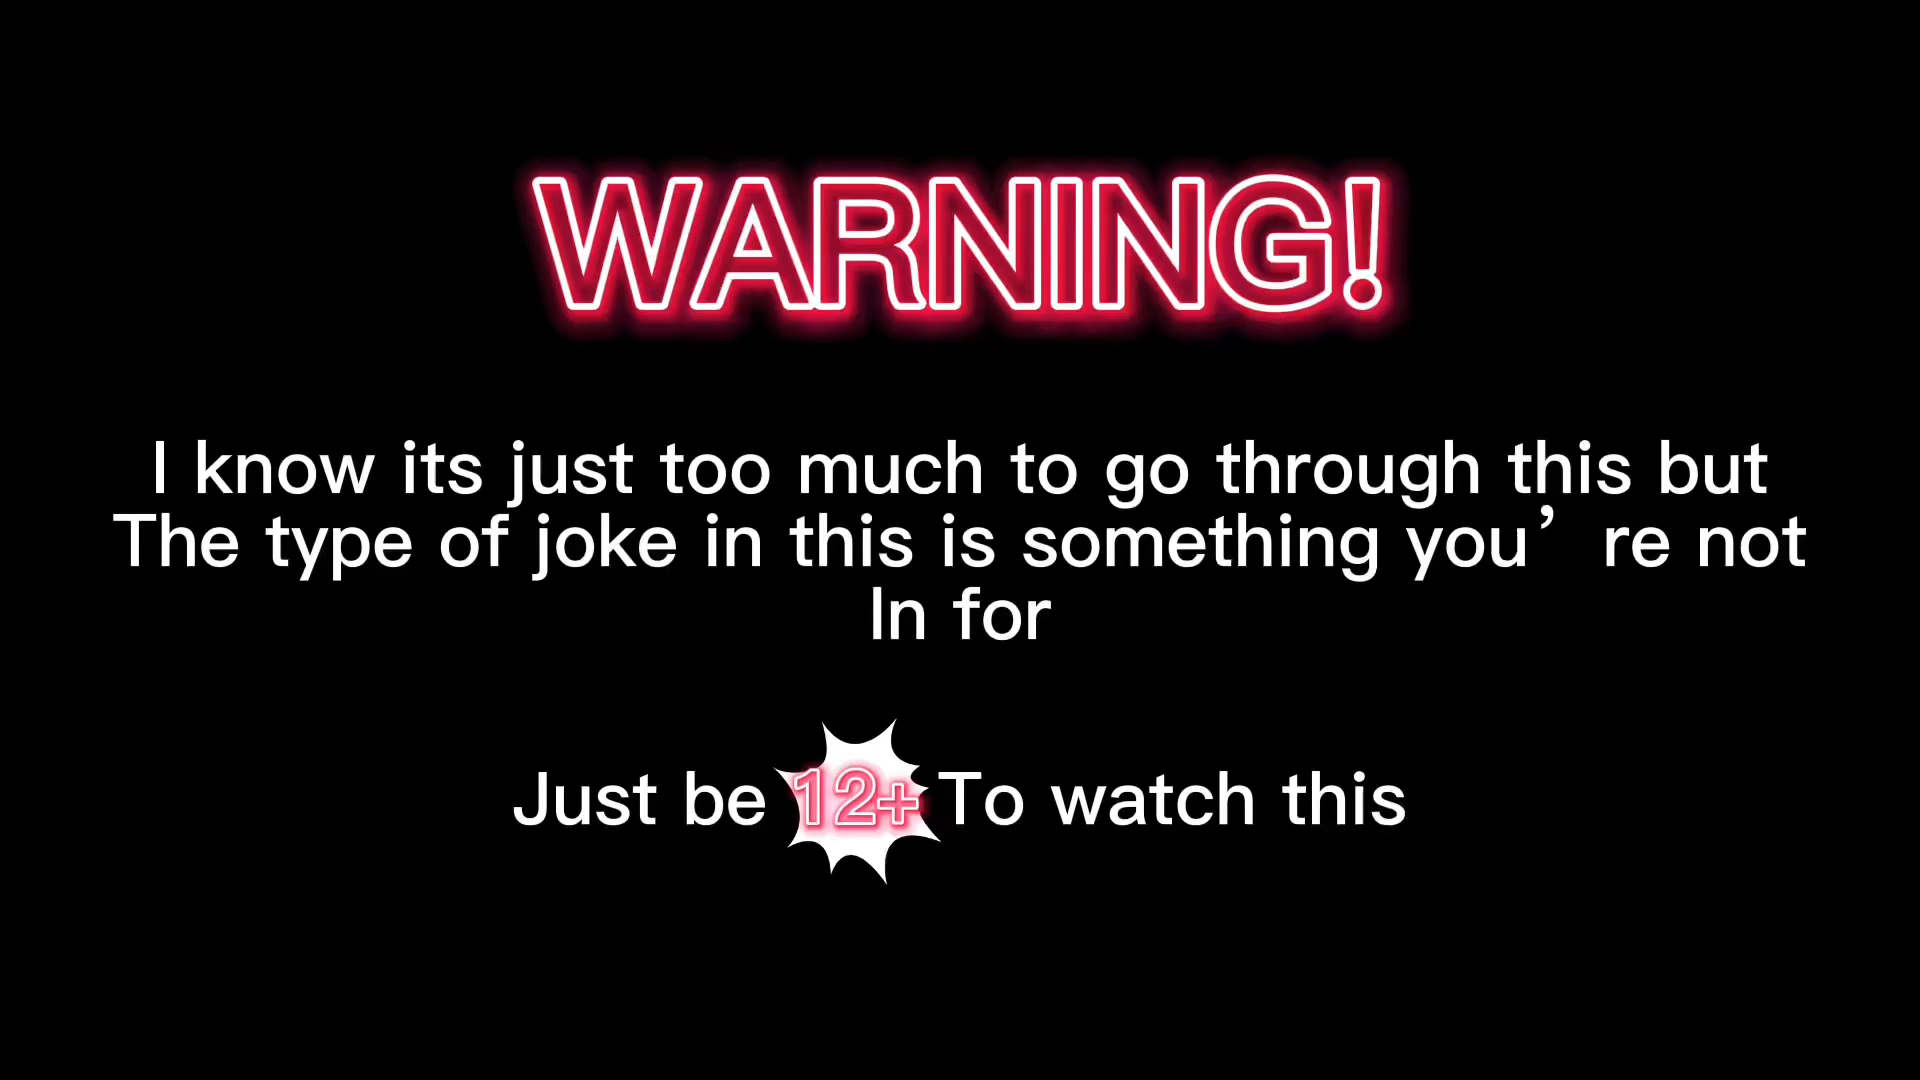 WARNING!
I know its just too much to go through this but
The type of joke in this is something you’re not
In for
Just be 12+ To watch this